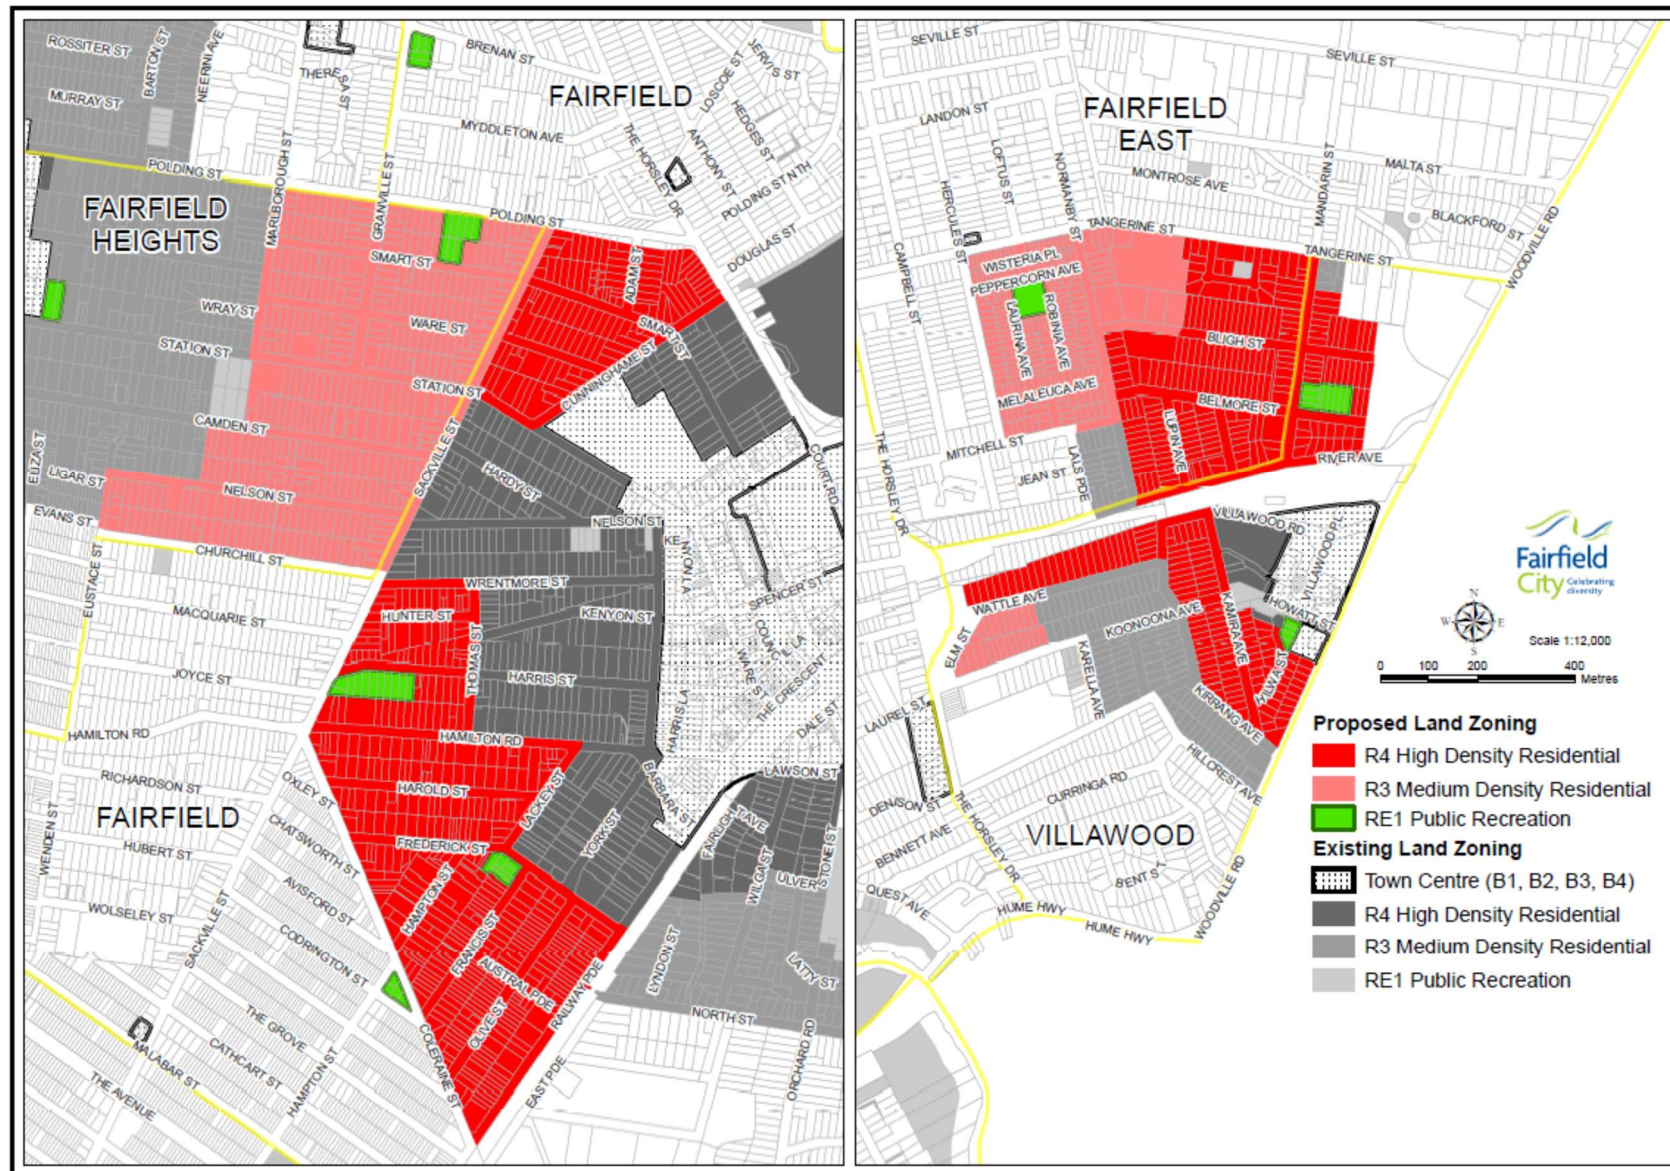 ROSSITER ST
BARTON ST
NEERINI AVE
THERESA ST
BRENAN ST
JERVIS ST
LOSCOE ST
HEDGES ST
MURRAY ST
FAIRFIELD
MYDDLETON AVE
THE HORSLEY DR
ANTHONY ST
POLDING ST NTH
POLDING ST
MARLBOROUGH ST
GRANVILLE ST
FAIRFIELD
HEIGHTS
POLDING ST
DOUGLAS ST
SMART ST
ADAM ST
WRAY ST
WARE ST
SMART ST
STATION ST
CUNNINGHAME ST
STATION ST
CAMDEN ST
SACKVILLE ST
ELIZA ST
LIGAR ST
HARDY ST
COURT RD
NELSON ST
EVANS ST
NELSON ST
KE
NYON LA
CHURCHILL ST
EUSTACE ST
WRENTMORE ST
SPENCER ST
MACQUARIE ST
HUNTER ST
KENYON ST
COUNCIL LA
THOMAS ST
WARE ST
JOYCE ST
HARRIS ST
THE CRESCENT
HARRIS LA
DALE ST
HAMILTON RD
HAMILTON RD
LAWSON ST
RICHARDSON ST
OXLEY ST
HAROLD ST
LACKEY ST
BARBARA S
FAIRFIELD
CHATSWORTH ST
FREDERICK ST
YORK ST
FAIRLIGH
T AVE
WENDEN ST
HUBERT ST
HAMPTON ST
WILGA ST
ULVER
STONE ST
AVISFORD ST
WOLSELEY ST
SACKVILLE ST
CODRINGTON ST
FRANCIS ST
AUSTRAL PDE
LYNDON ST
LATTY ST
RAILWAY PDE
OLIVE ST
NORTH ST
THE GROVE
COLERAINE ST
MALABAR ST
CATHCART ST
HAMPTON ST
EAST PDE
ORCHARD RD
THE AVENUE
SEVILLE ST
SEVILLE ST
FAIRFIELD
EAST
LANDON ST
LOFTUS ST
NORMANBY ST
MANDARIN ST
MALTA ST
MONTROSE AVE
HERCULES ST
BLACKFORD ST
TANGERINE ST
TANGERINE ST
WOODVILLE RD
CAMPBELL ST
WISTERIA PL
PEPPERCORN AVE
LAURINA AVE
ROBINIA AVE
BLIGH ST
MELALEUCA AVE
BELMORE ST
LUPIN AVE
MITCHELL ST
JEAN ST
LALS PDE
RIVER AVE
THE HORSLEY DR
VILLAWOOD RD
VILLAWOOD PL
WATTLE AVE
KOONOONA AVE
KAMIRA AVE
HOWATT ST
ELM ST
KARELLA AVE
KILWA ST
KIRRANG AVE
LAUREL ST
HILLCREST AVE
CURRINGA RD
DENISON ST
THE HORSLEY DR
VILLAWOOD
BENNETT AVE
BENT ST
QUEST AVE
HUME HWY
HUME HWY
WOODVILLE RD
Fairfield
City Celebrating
diversity
N
W E
S
Scale 1:12,000
0 100 200 400
Metres
Proposed Land Zoning
R4 High Density Residential
R3 Medium Density Residential
RE1 Public Recreation
Existing Land Zoning
Town Centre (B1, B2, B3, B4)
R4 High Density Residential
R3 Medium Density Residential
RE1 Public Recreation